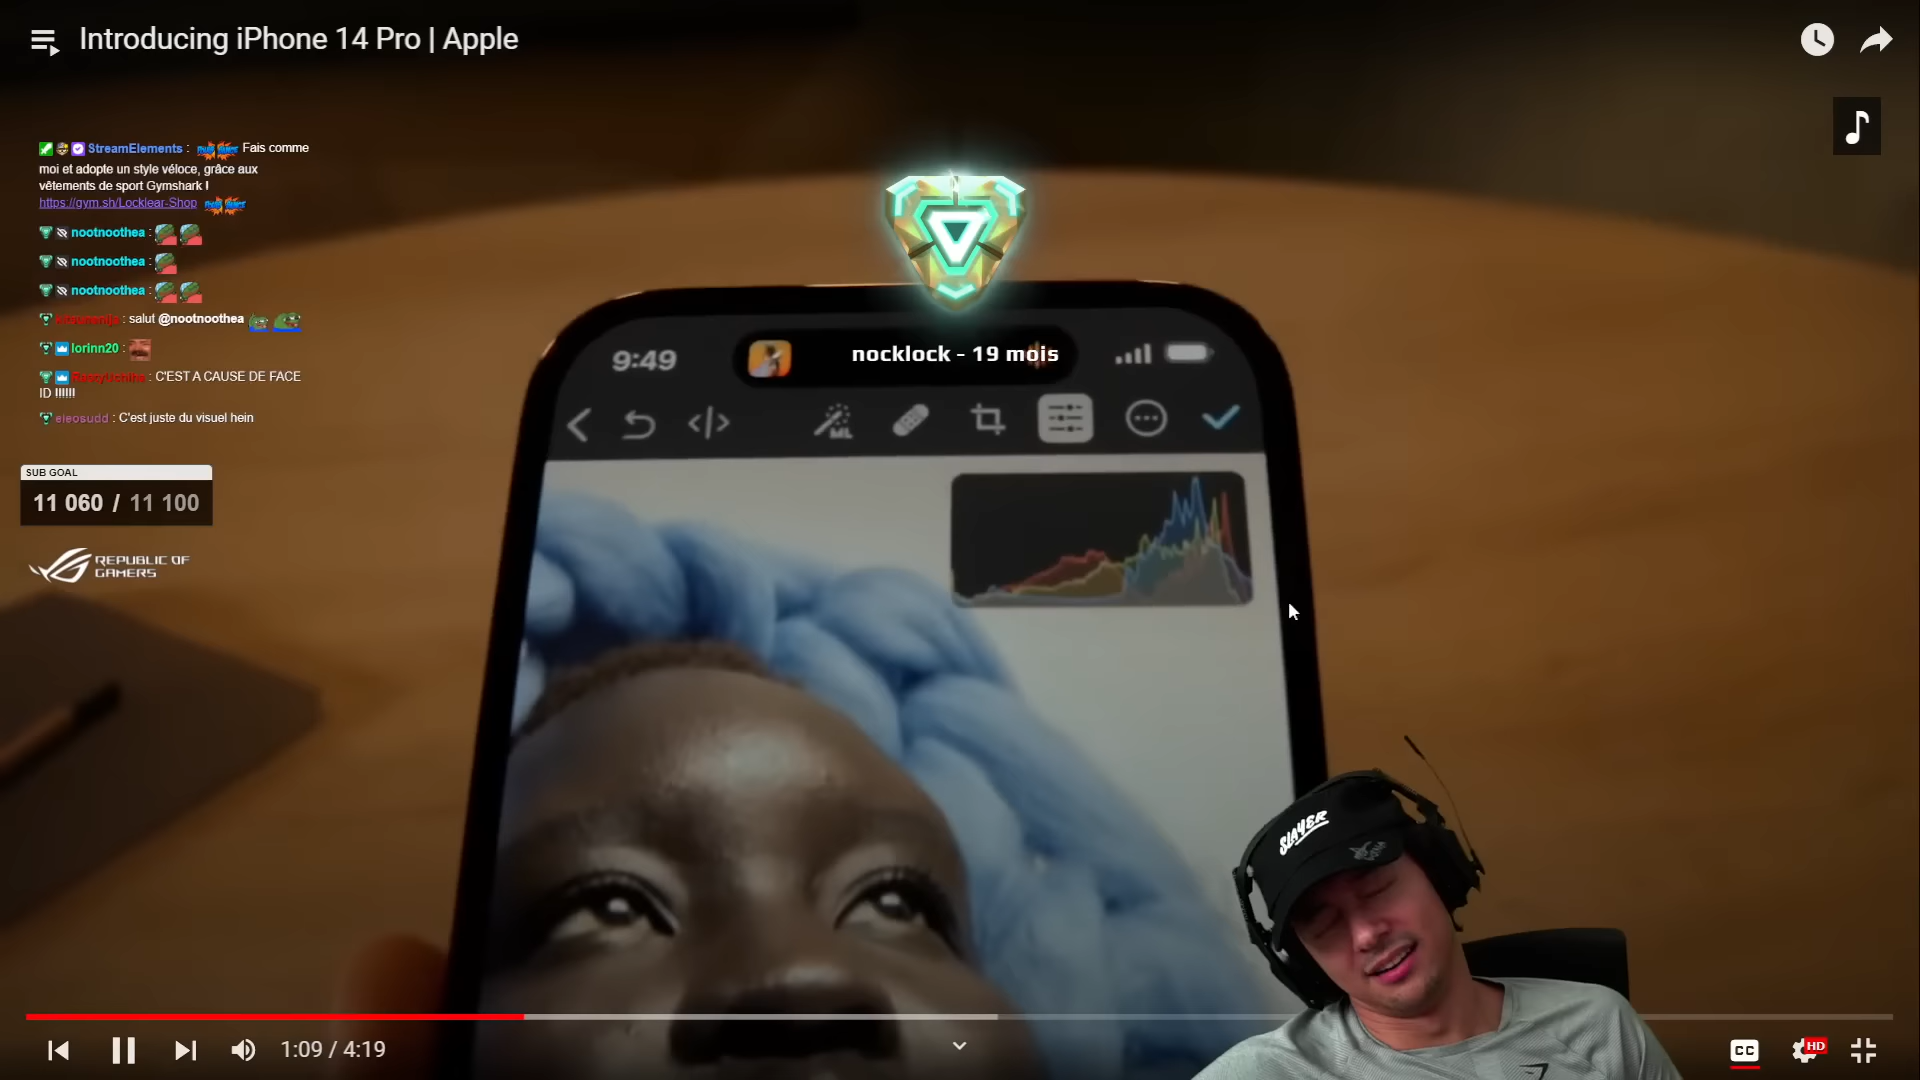 Introducing iPhone 14 Pro | Apple
StreamElements : Fais comme
moi et adopte un style véloce, grâce aux
vêtements de sport Gymshark !
https://gym.sh/Locklear-Shop
nootnoothea :
nootnoothea :
nootnoothea :
: salut @nootnoothea
lorinn20 :
: C'EST A CAUSE DE FACE
ID !!!!!!
eleosudd : C'est juste du visuel hein
SUB GOAL
11 060 / 11 100
REPUBLIC OF
GAMERS
9:49
nocklock - 19 mois
ML
SLAYER
1:09 / 4:19
CC
HD